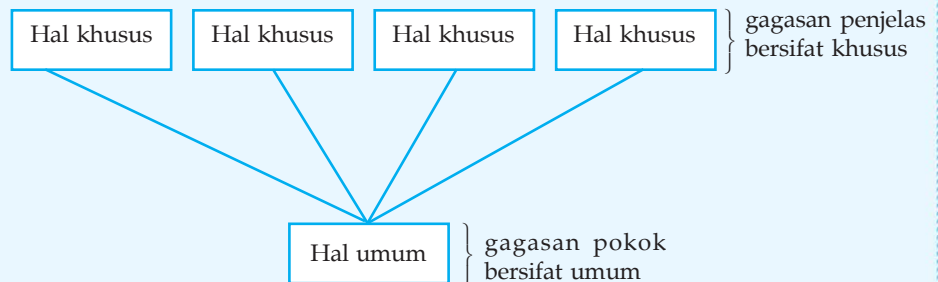 Hal khusus
Hal khusus
Hal khusus
Hal khusus
gagasan penjelas
bersifat khusus
Hal umum
gagasan pokok
bersifat umum